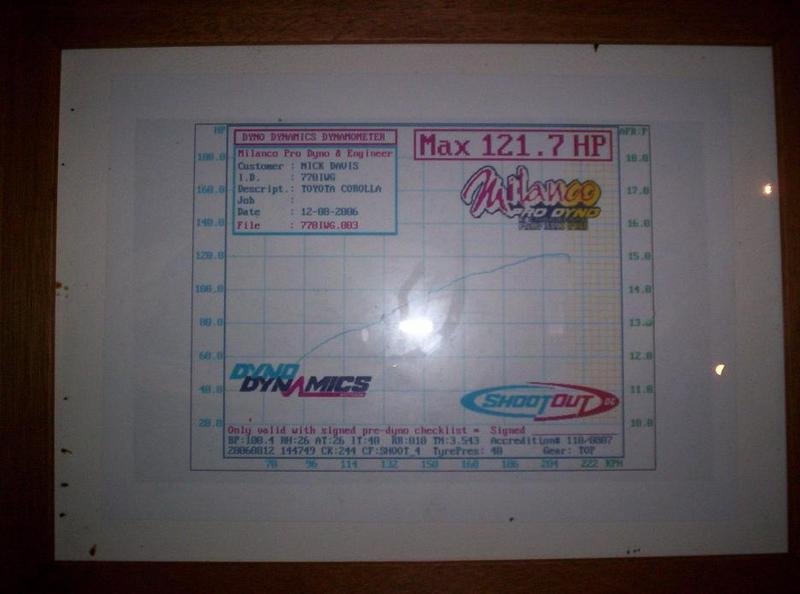 HP
DYNO DYNAMICS DYNAMOMETER
Max 121.7 HP
AFR:P
Milanco Pro Dyno & Engineer
Customer : MICK DAVIS
I.D. : 770IWG
Descript.: TOYOTA COROLLA
Job :
Date : 12-08-2006
File : 770IWG.003
Milanco
PRO DYNO
180.0
160.0
140.0
120.0
100.0
80.0
60.0
40.0
20.0
18.0
17.0
16.0
15.0
14.0
13.0
12.0
11.0
10.0
DYNO
DYNAMICS
SHOOTOUT
Only valid with signed pre-dyno checklist = Signed
BP:100.4 RH:26 AT:26 IT:40 RR:010 TM:3.543 Accredition# 110/0807
20060812 144749 CK:244 CF:SHOOT_4 TyrePres: 40 Gear: TOP
78 96 114 132 150 168 186 204 222 KPH